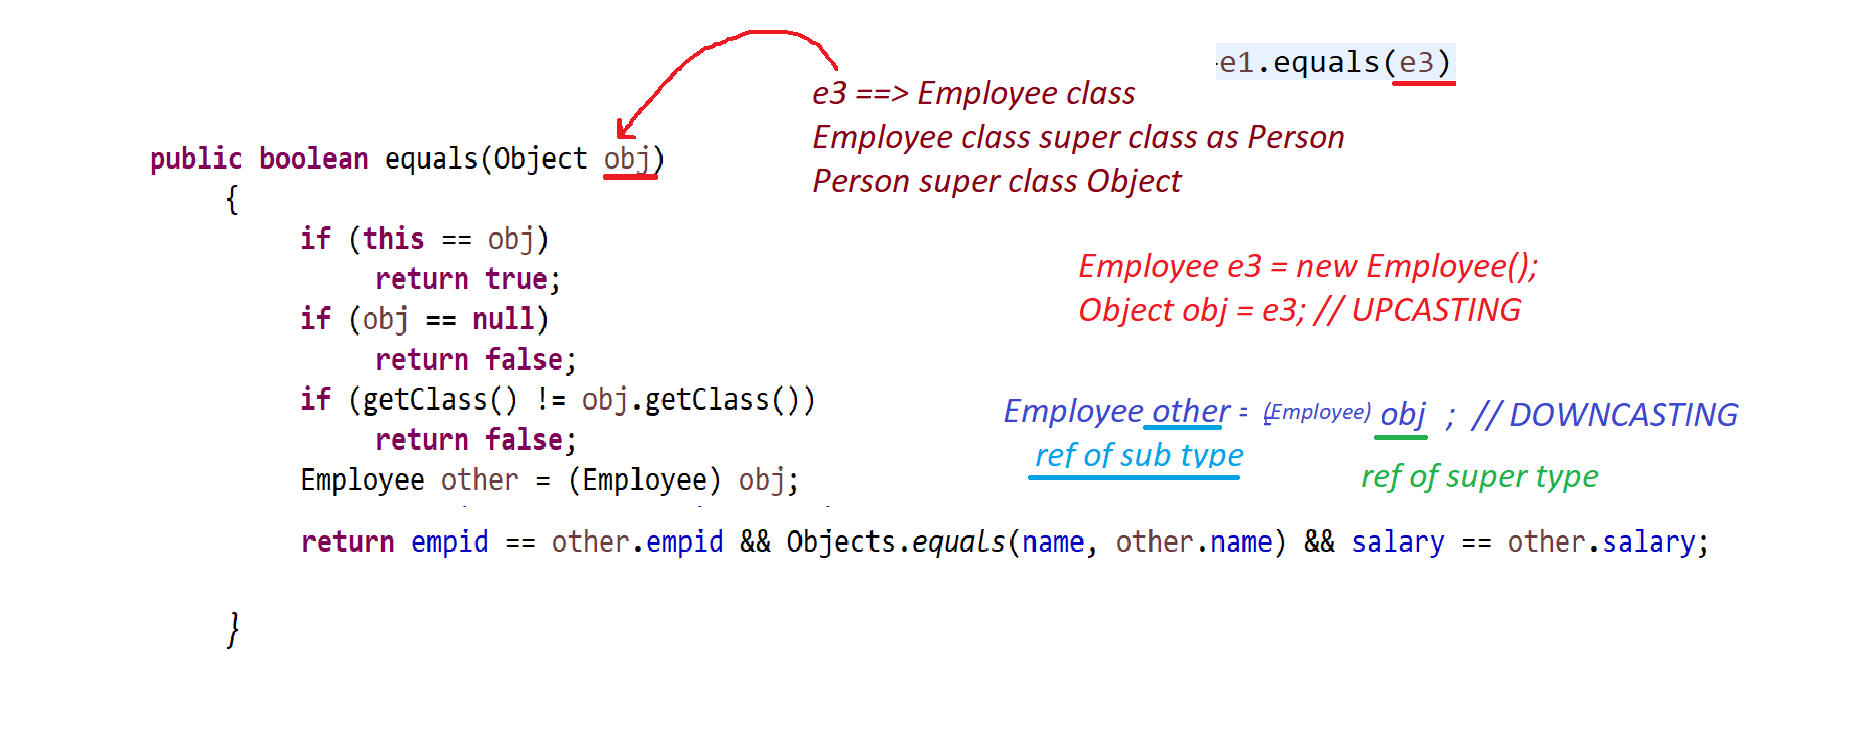 e1.equals(e3)
e3 ==> Employee class
Employee class super class as Person
Person super class Object
public boolean equals(Object obj)
{
if (this == obj)
return true;
if (obj == null)
return false;
if (getClass() != obj.getClass())
return false;
Employee other = (Employee) obj;
return empid == other.empid && Objects.equals(name, other.name) && salary == other.salary;
}
Employee e3 = new Employee();
Object obj = e3; // UPCASTING
Employee other = (Employee) obj ; // DOWNCASTING
ref of sub type
ref of super type